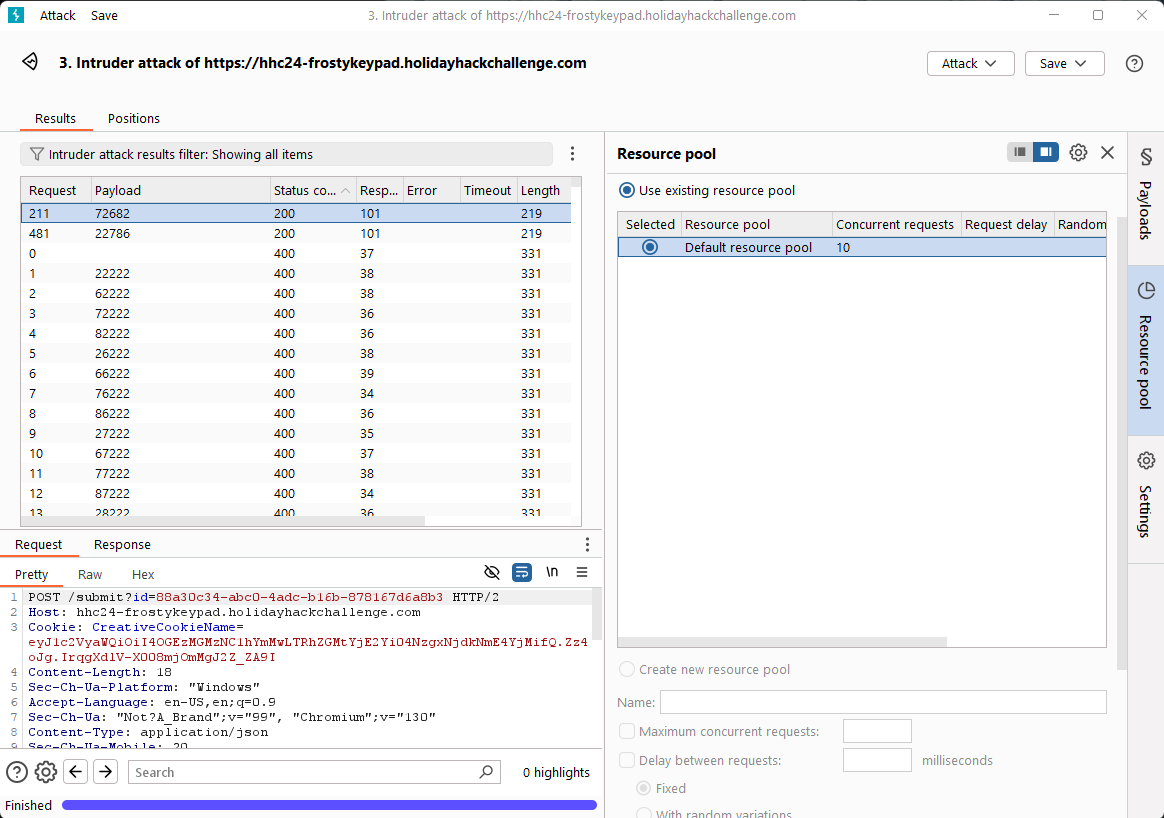 Attack Save 3. Intruder attack of https://hhc24-frostykeypad.holidayhackchallenge.com
3. Intruder attack of https://hhc24-frostykeypad.holidayhackchallenge.com Attack Save
Results Positions
Intruder attack results filter: Showing all items
Request Payload Status co... Resp... Error Timeout Length
211 72682 200 101 219
481 22786 200 101 219
0 400 37 331
1 22222 400 38 331
2 62222 400 38 331
3 72222 400 36 331
4 82222 400 36 331
5 26222 400 38 331
6 66222 400 39 331
7 76222 400 34 331
8 86222 400 36 331
9 27222 400 35 331
10 67222 400 37 331
11 77222 400 38 331
12 87222 400 34 331
13 28222 400 36 331
Request Response
Pretty Raw Hex \n
1 POST /submit?id=88a30c34-abc0-4adc-b16b-878167d6a8b3 HTTP/2
2 Host: hhc24-frostykeypad.holidayhackchallenge.com
3 Cookie: CreativeCookieName=
4 Content-Length: 18
5 Sec-Ch-Ua-Platform: "Windows"
6 Accept-Language: en-US,en;q=0.9
7 Sec-Ch-Ua: "Not?A_Brand";v="99", "Chromium";v="130"
8 Content-Type: application/json
9 Sec-Ch-Ua-Mobile: ?0
Search 0 highlights
Finished
Resource pool
Use existing resource pool
Selected Resource pool Concurrent requests Request delay Random
Default resource pool 10
Create new resource pool
Name:
Maximum concurrent requests:
Delay between requests: milliseconds
Fixed
With random variations
Payloads
Resource pool
Settings